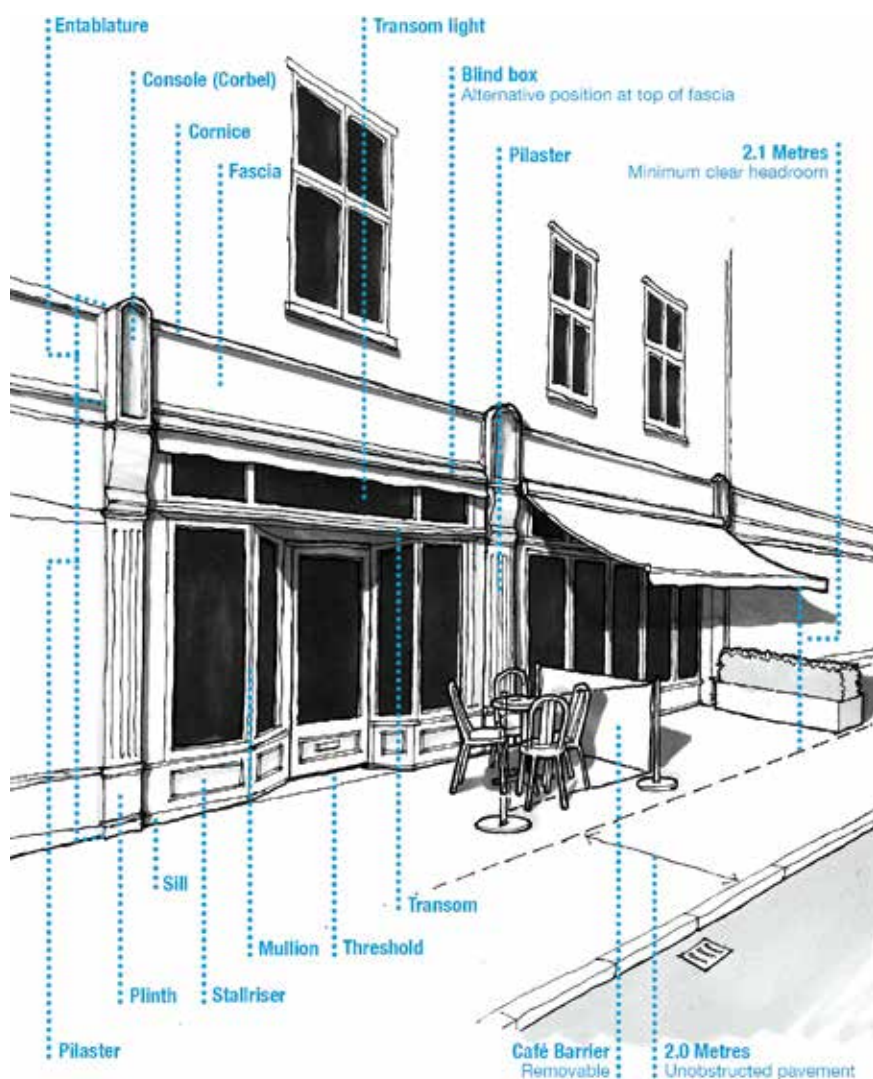 Entablature
Transom light
Console (Corbel)
Blind box
Alternative position at top of fascia
Cornice
Pilaster
2.1 Metres
Minimum clear headroom
Fascia
Sill
Transom
Mullion
Threshold
Plinth
Stallriser
Pilaster
Café Barrier
Removable
2.0 Metres
Unobstructed pavement